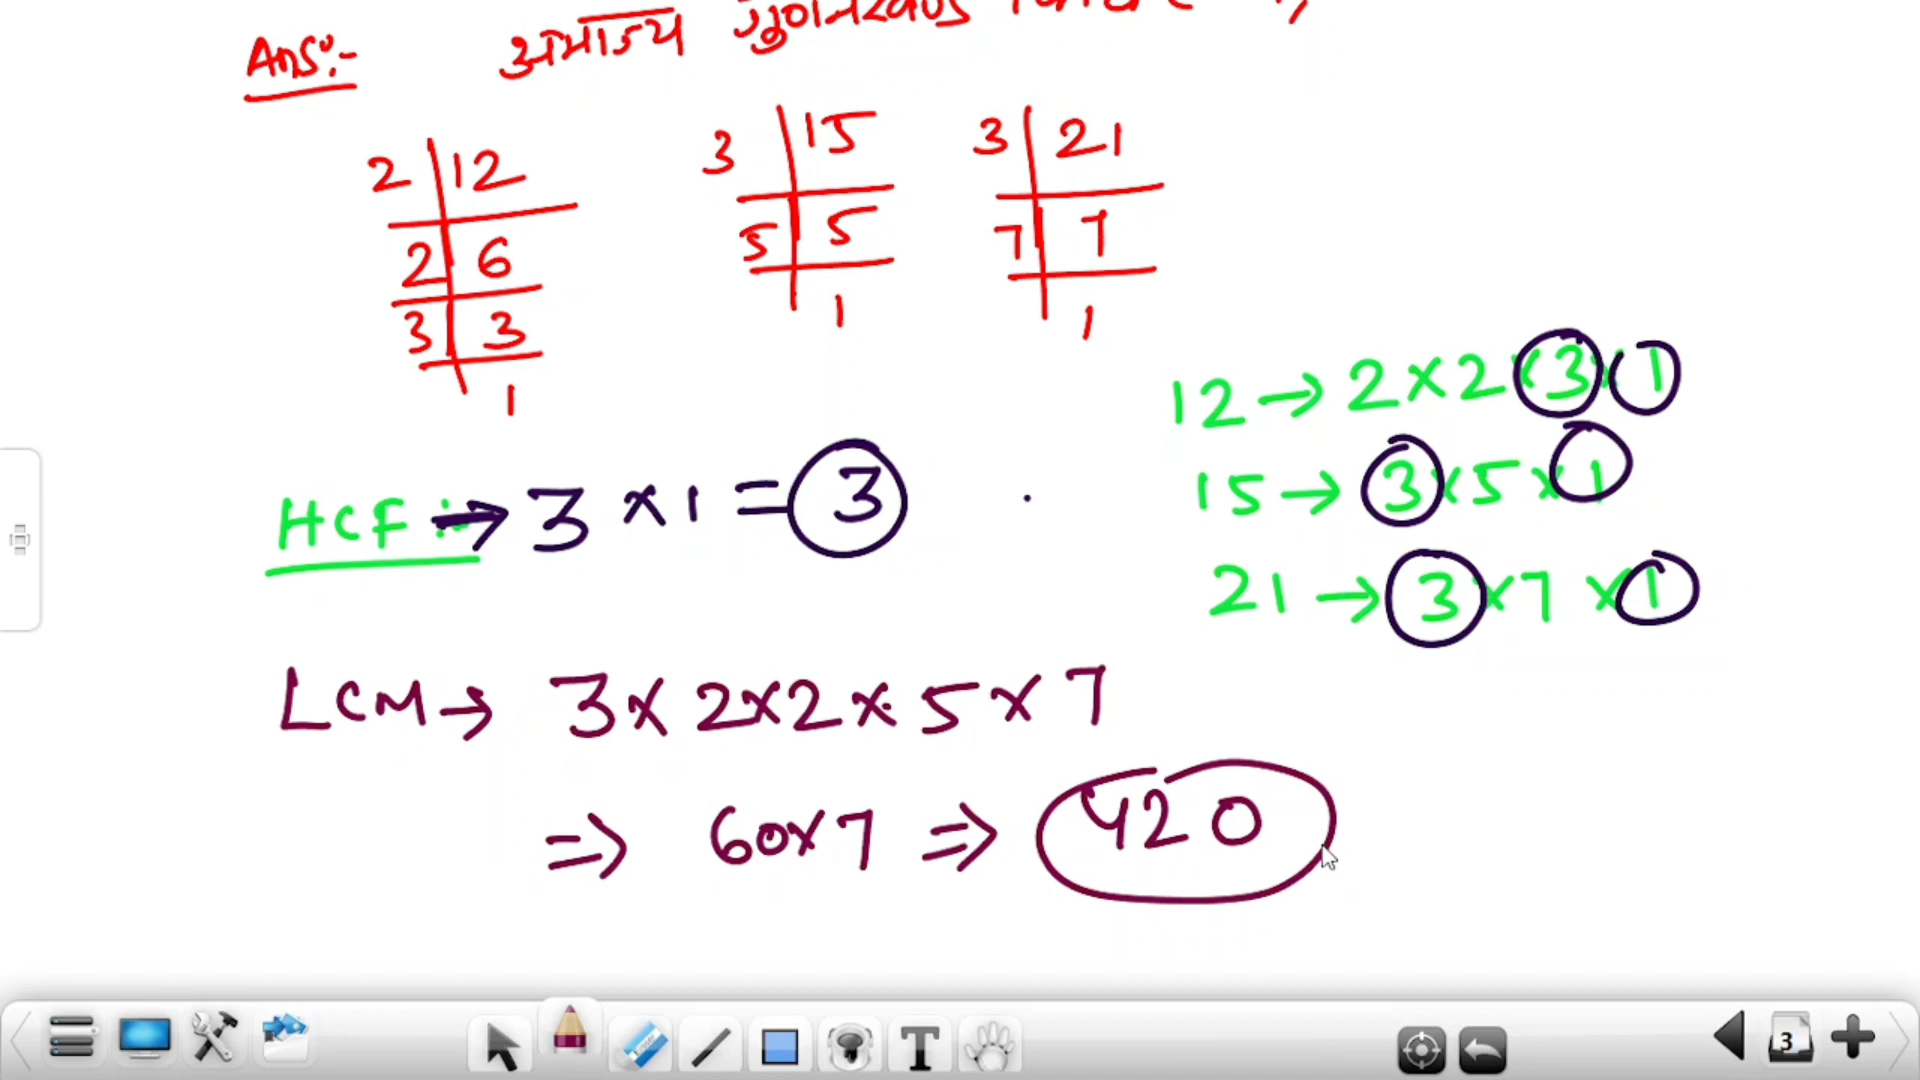 Ans:-
2 | 12
2 | 6
3 | 3
1
3 | 15
5 | 5
1
3 | 21
7 | 7
1
12 → 2 × 2 × 3 × 1
15 → 3 × 5 × 1
21 → 3 × 7 × 1
HCF :→ 3 × 1 = 3
LCM → 3 × 2 × 2 × 5 × 7
⇒ 60 × 7 ⇒ 420
Eraser
T
3